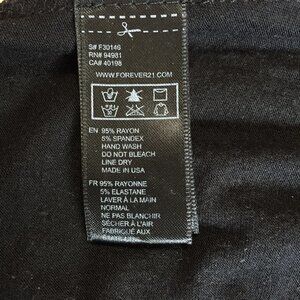 S# F30146
RN# 94981
CA# 40198
WWW.FOREVER21.COM
EN 95% RAYON
5% SPANDEX
HAND WASH
DO NOT BLEACH
LINE DRY
MADE IN USA
FR 95% RAYONNE
5% ELASTANE
LAVER À LA MAIN
NORMAL
NE PAS BLANCHIR
SÉCHER À L'AIR
FABRIQUÉ AUX